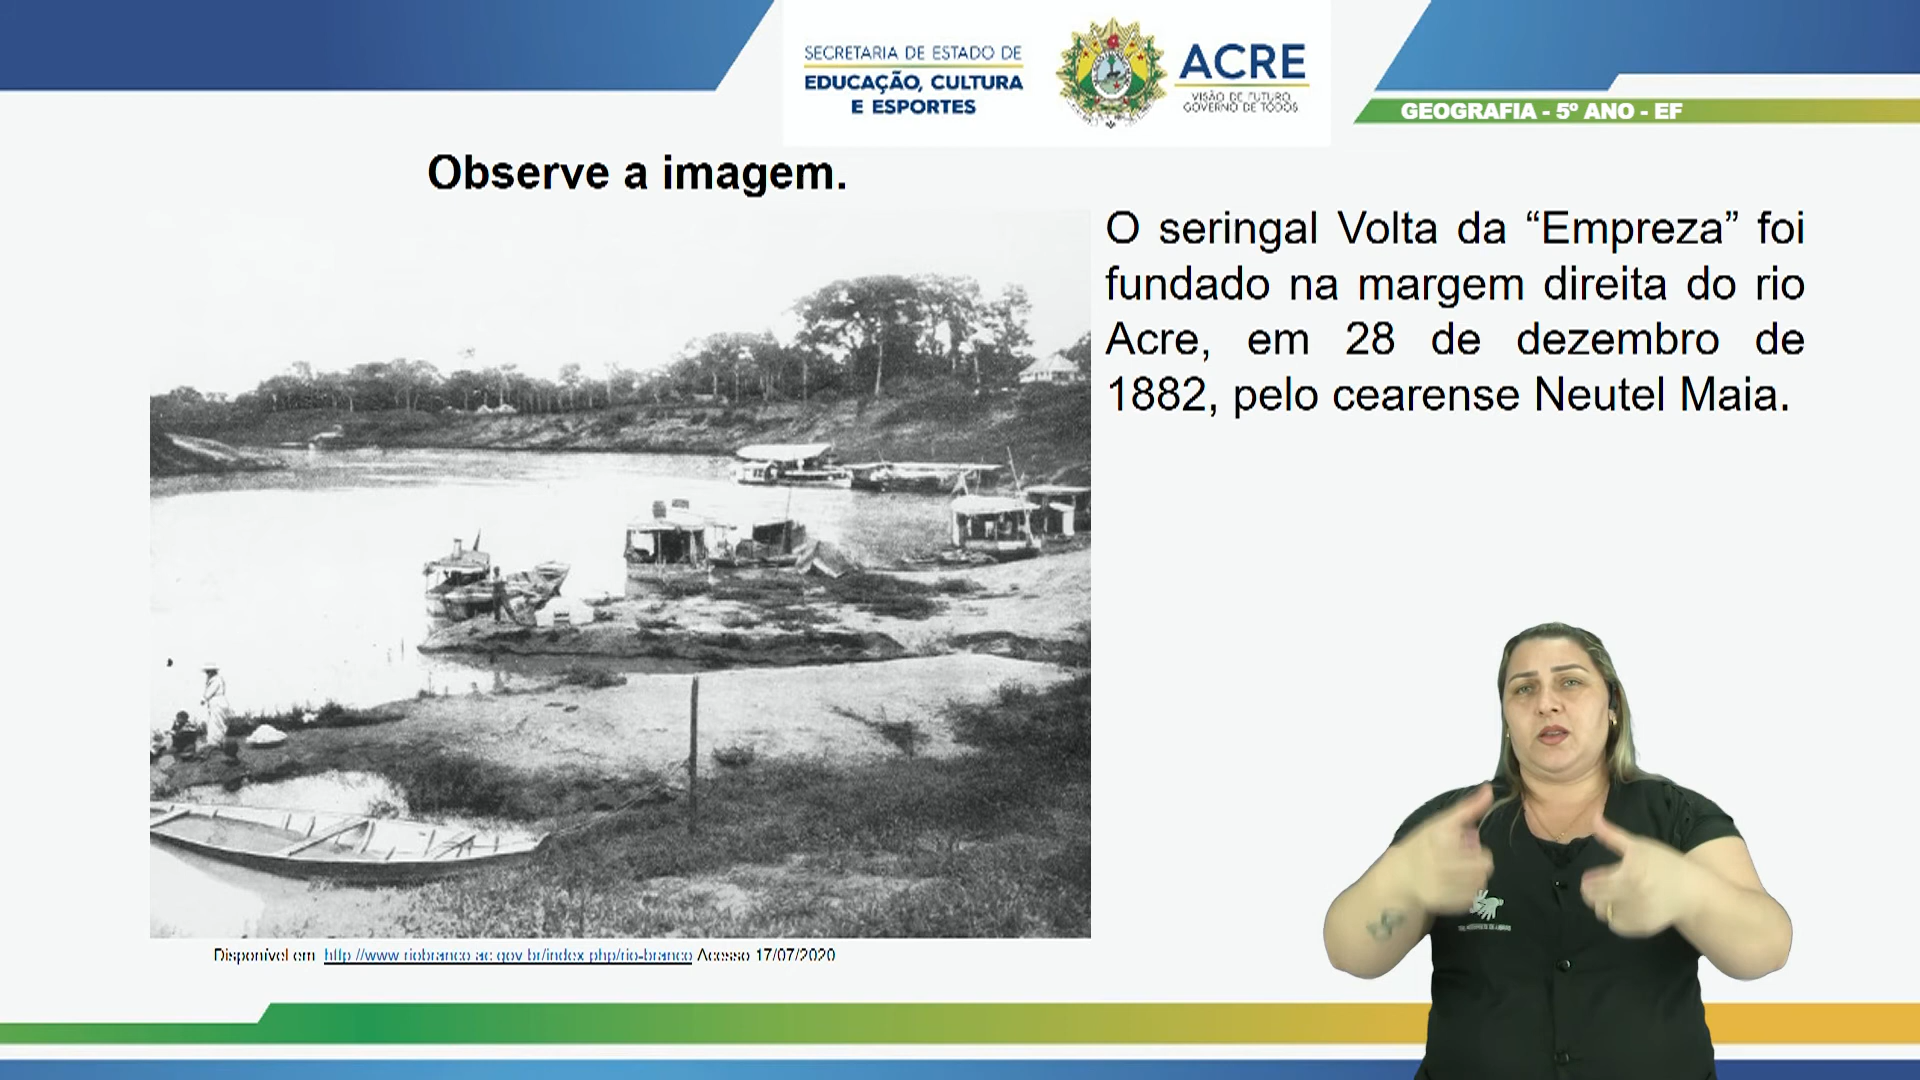 SECRETARIA DE ESTADO DE
EDUCAÇÃO, CULTURA
E ESPORTES
ACRE
VISÃO DE FUTURO,
GOVERNO DE TODOS
GEOGRAFIA - 5º ANO - EF
Observe a imagem.
O seringal Volta da “Empreza” foi
fundado na margem direita do rio
Acre, em 28 de dezembro de
1882, pelo cearense Neutel Maia.
Disponível em http://www.riobranco.ac.gov.br/index.php/rio-branco Acesso 17/07/2020